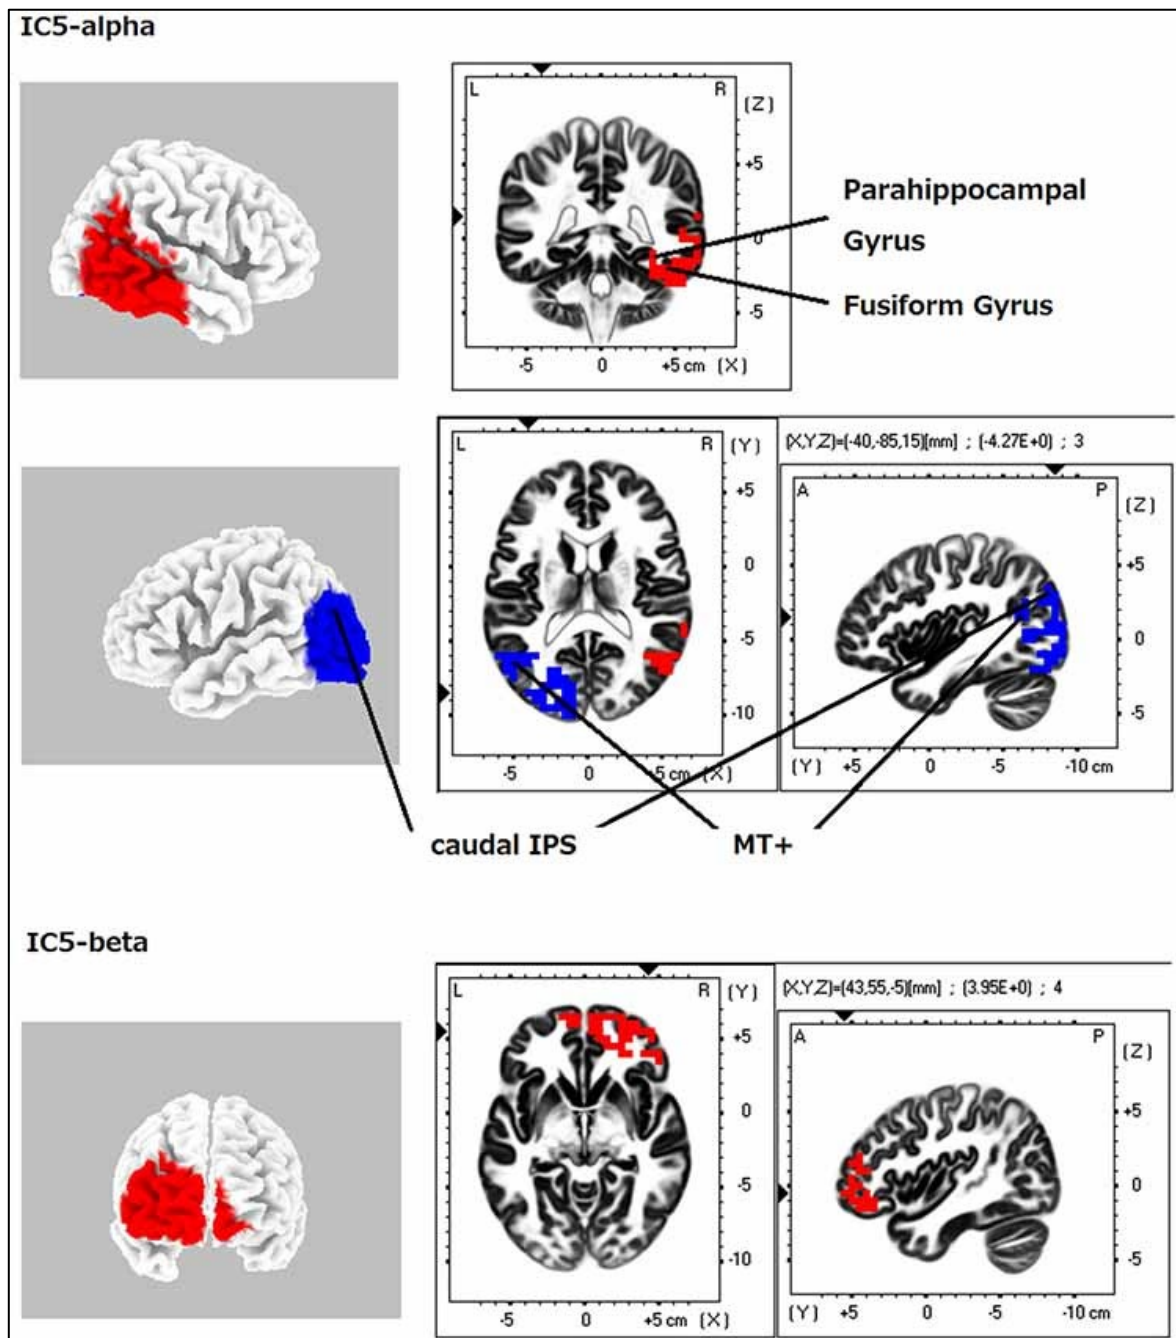 IC5-alpha
L R (Z)
+5
0
-5
-5 0 +5 cm (X)
Parahippocampal
Gyrus
Fusiform Gyrus
L R (Y)
+5
0
-5
-10
-5 0 +5 cm (X)
(X,Y,Z)=(-40,-85,15)[mm] ; (-4.27E+0) ; 3
A P (Z)
+5
0
-5
(Y) +5 0 -5 -10 cm
caudal IPS MT+
IC5-beta
L R (Y)
+5
0
-5
-10
-5 0 +5 cm (X)
(X,Y,Z)=(43,55,-5)[mm] ; (3.95E+0) ; 4
A P (Z)
+5
0
-5
(Y) +5 0 -5 -10 cm